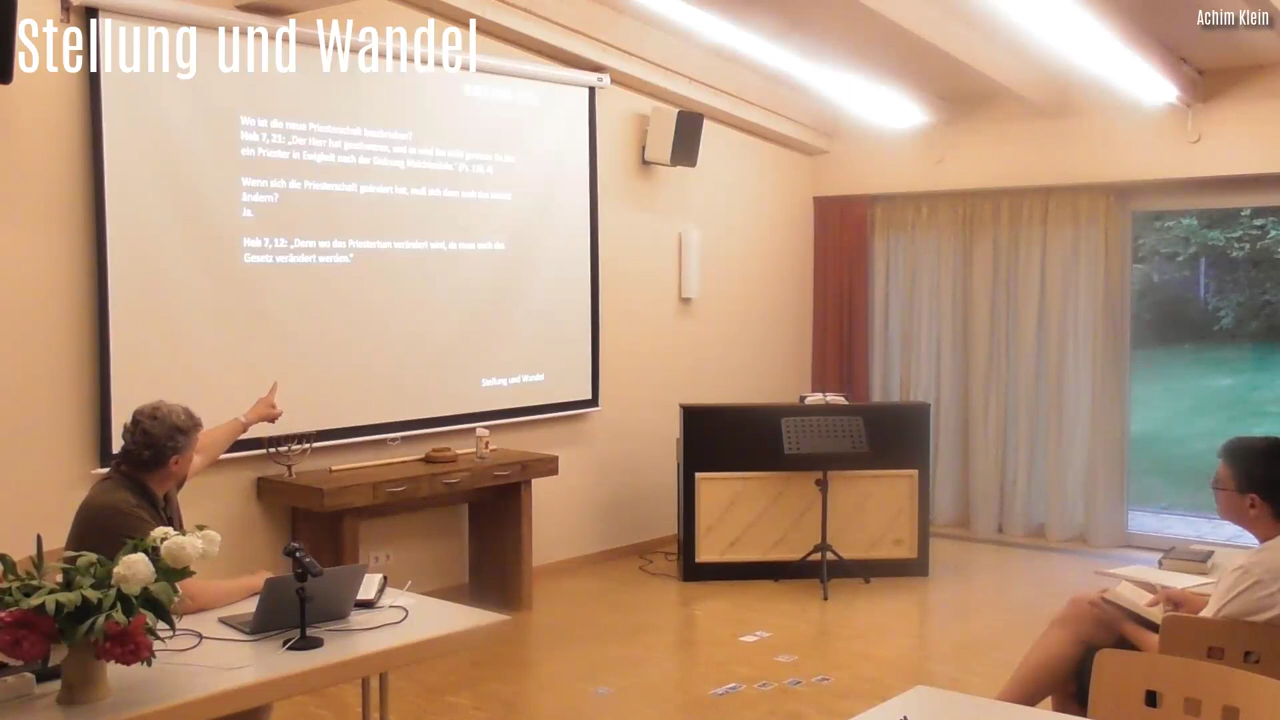 Stellung und Wandel
Achim Klein
Wo ist die neue Priesterschaft beschrieben?
Heb 7, 21: „Der Herr hat geschworen, und es wird ihn nicht gereuen: Du bist
ein Priester in Ewigkeit nach der Ordnung Melchisedeks." (Ps. 110, 4)
Wenn sich die Priesterschaft geändert hat, muß sich dann auch das Gesetz
ändern?
Ja.
Heb 7, 12: „Denn wo das Priestertum verändert wird, da muss auch das
Gesetz verändert werden."
Stellung und Wandel